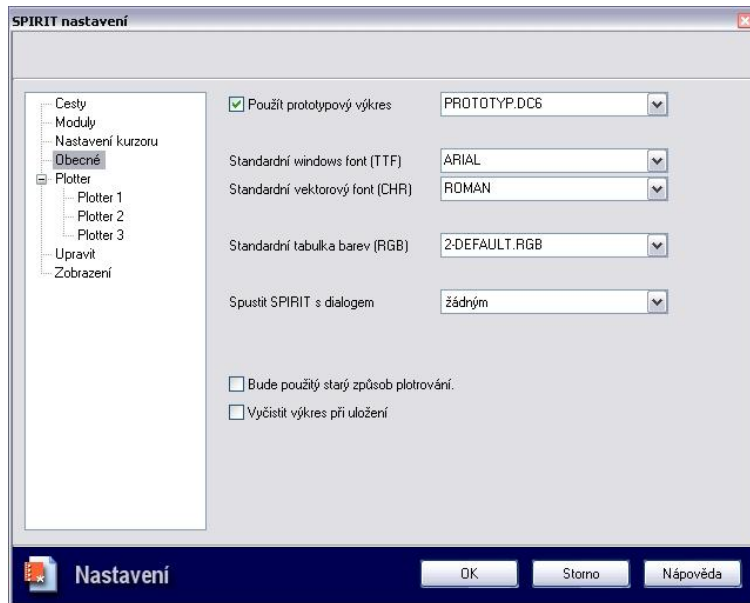 SPIRIT nastavení
Cesty
Moduly
Nastavení kurzoru
Obecné
Plotter
Plotter 1
Plotter 2
Plotter 3
Upravit
Zobrazení
Použít prototypový výkres PROTOTYP.DC6
Standardní windows font (TTF) ARIAL
Standardní vektorový font (CHR) ROMAN
Standardní tabulka barev (RGB) 2-DEFAULT.RGB
Spustit SPIRIT s dialogem žádným
Bude použitý starý způsob plotrování.
Vyčistit výkres při uložení
Nastavení OK Storno Nápověda